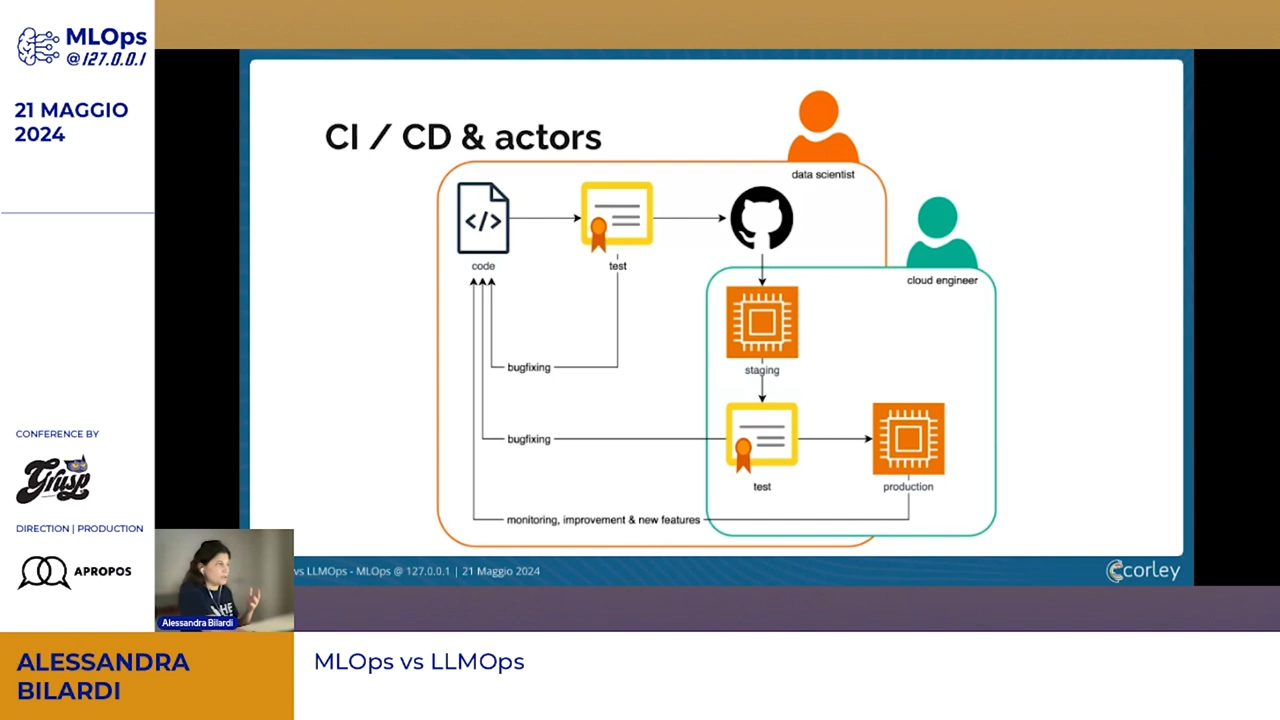 MLOps
@127.0.0.1
21 MAGGIO
2024
CONFERENCE BY
Grusp
DIRECTION | PRODUCTION
APROPOS
CI / CD & actors
data scientist
cloud engineer
</>
code
test
staging
bugfixing
bugfixing
test
production
monitoring, improvement & new features
vs LLMOps - MLOps @ 127.0.0.1 | 21 Maggio 2024
corley
THE
Alessandra Bilardi
ALESSANDRA
BILARDI
MLOps vs LLMOps